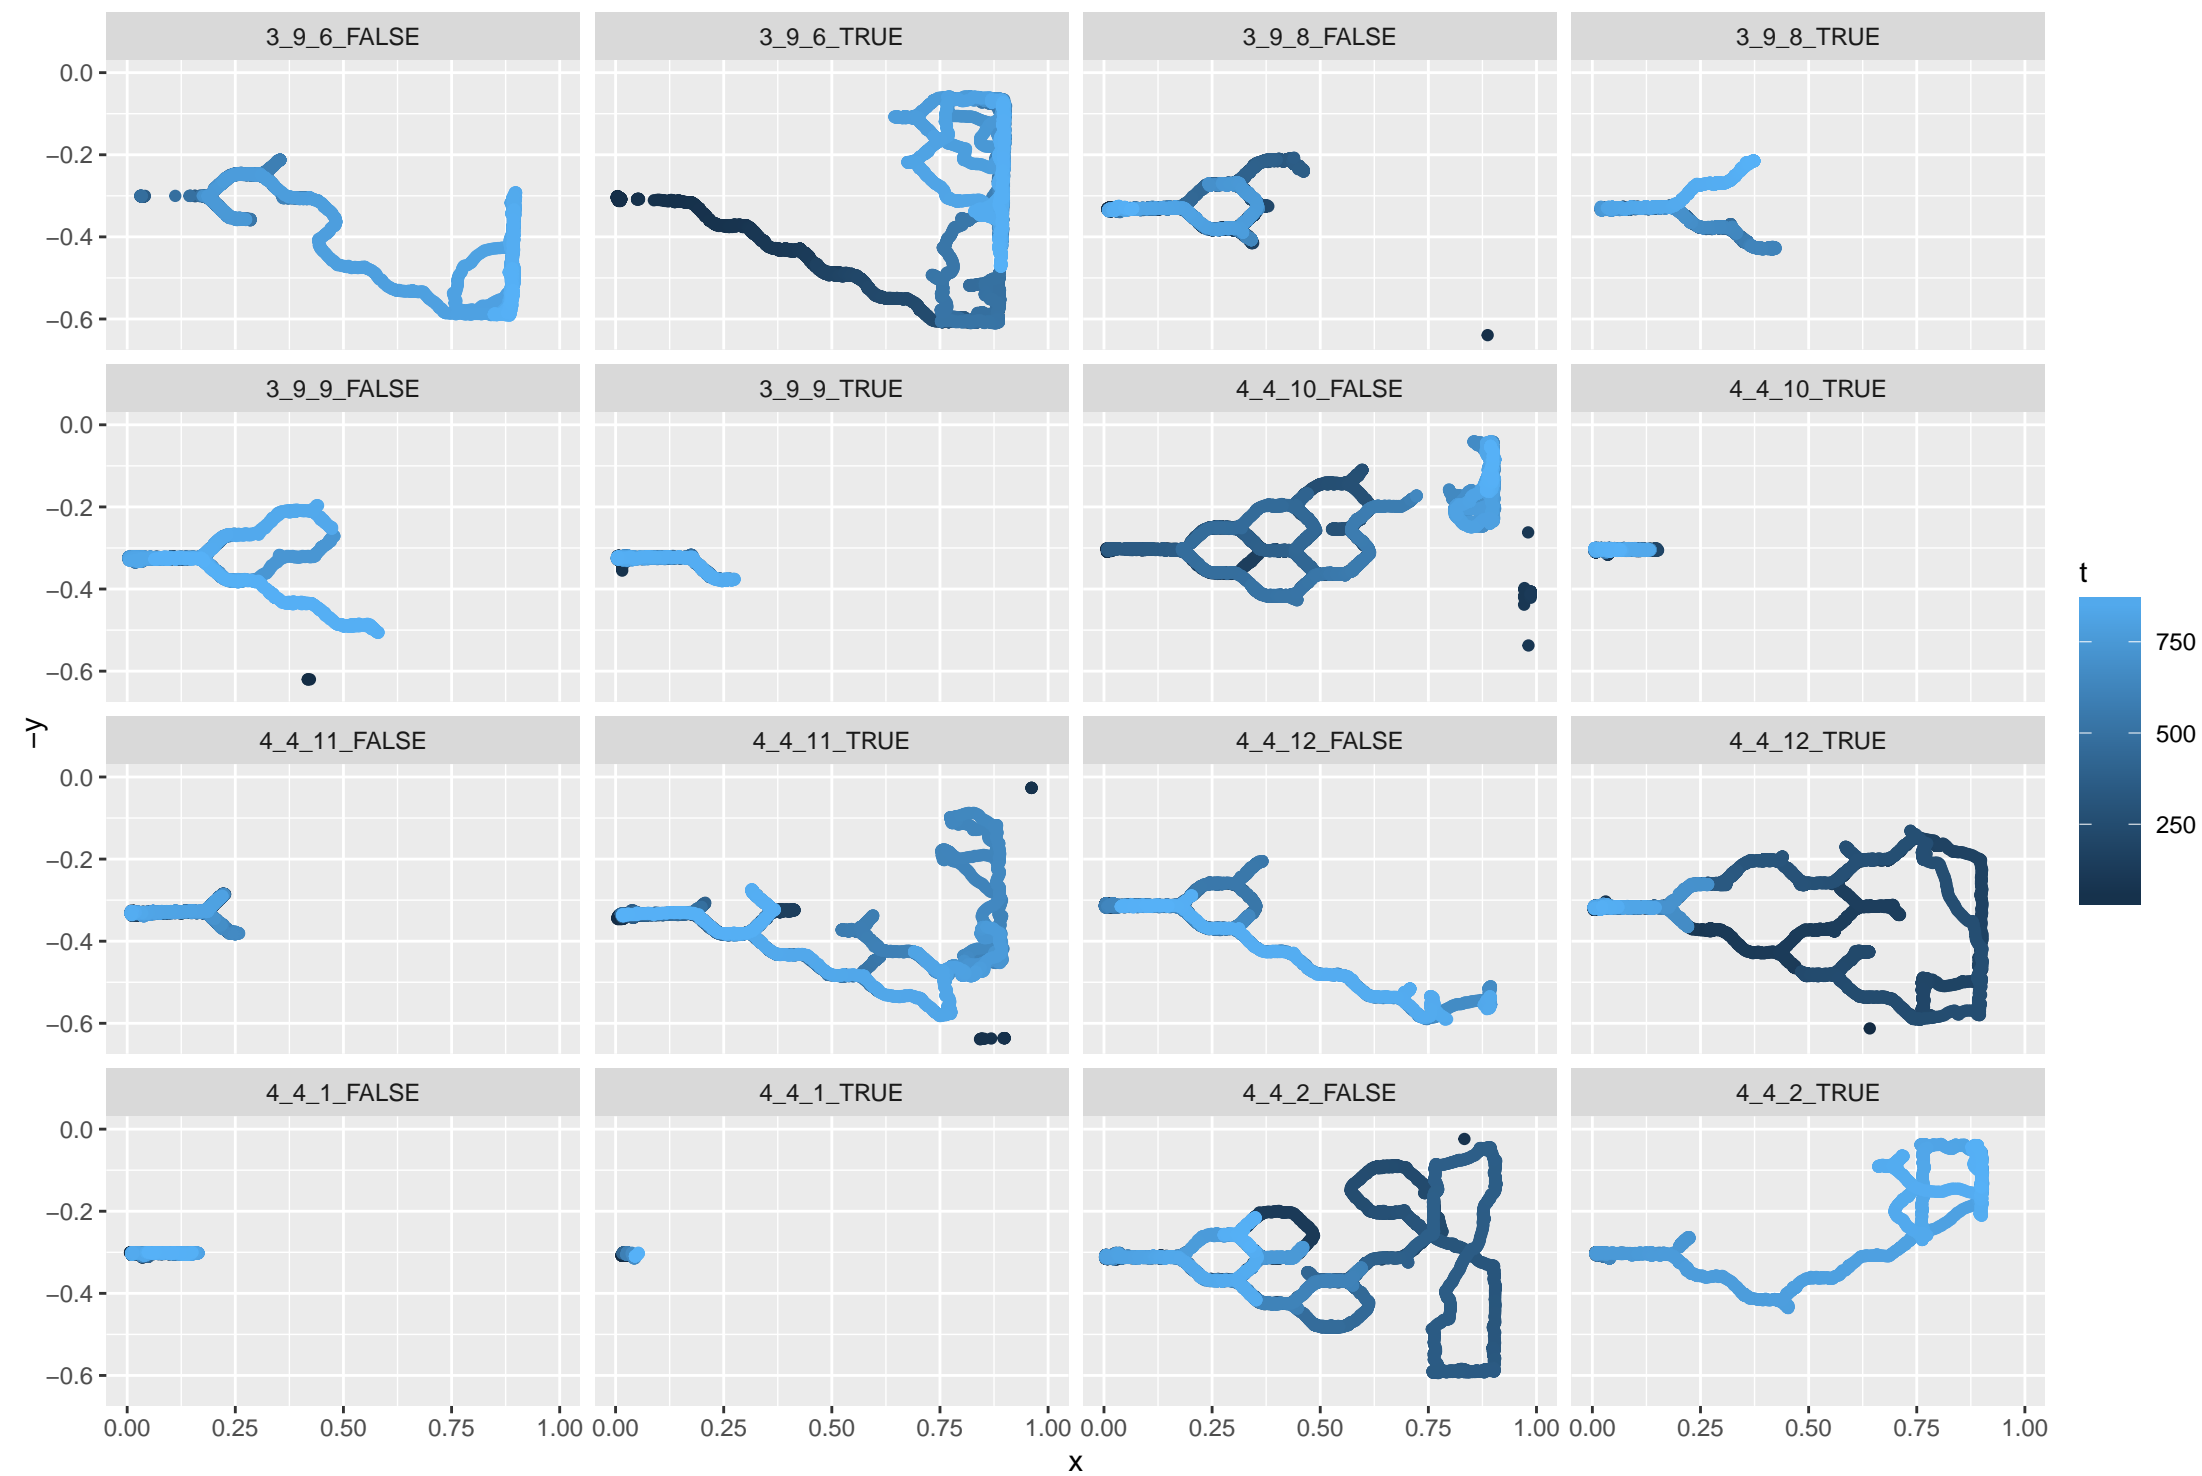 3_9_6_FALSE 3_9_6_TRUE 3_9_8_FALSE 3_9_8_TRUE
0.0
−0.2
−0.4
−0.6
3_9_9_FALSE 3_9_9_TRUE 4_4_10_FALSE 4_4_10_TRUE
0.0
−0.2
−0.4
−0.6
4_4_11_FALSE 4_4_11_TRUE 4_4_12_FALSE 4_4_12_TRUE
0.0
−0.2
−0.4
−0.6
4_4_1_FALSE 4_4_1_TRUE 4_4_2_FALSE 4_4_2_TRUE
0.0
−0.2
−0.4
−0.6
0.00 0.25 0.50 0.75 1.00 0.00 0.25 0.50 0.75 1.00 0.00 0.25 0.50 0.75 1.00 0.00 0.25 0.50 0.75 1.00
x
−y
t
750
500
250